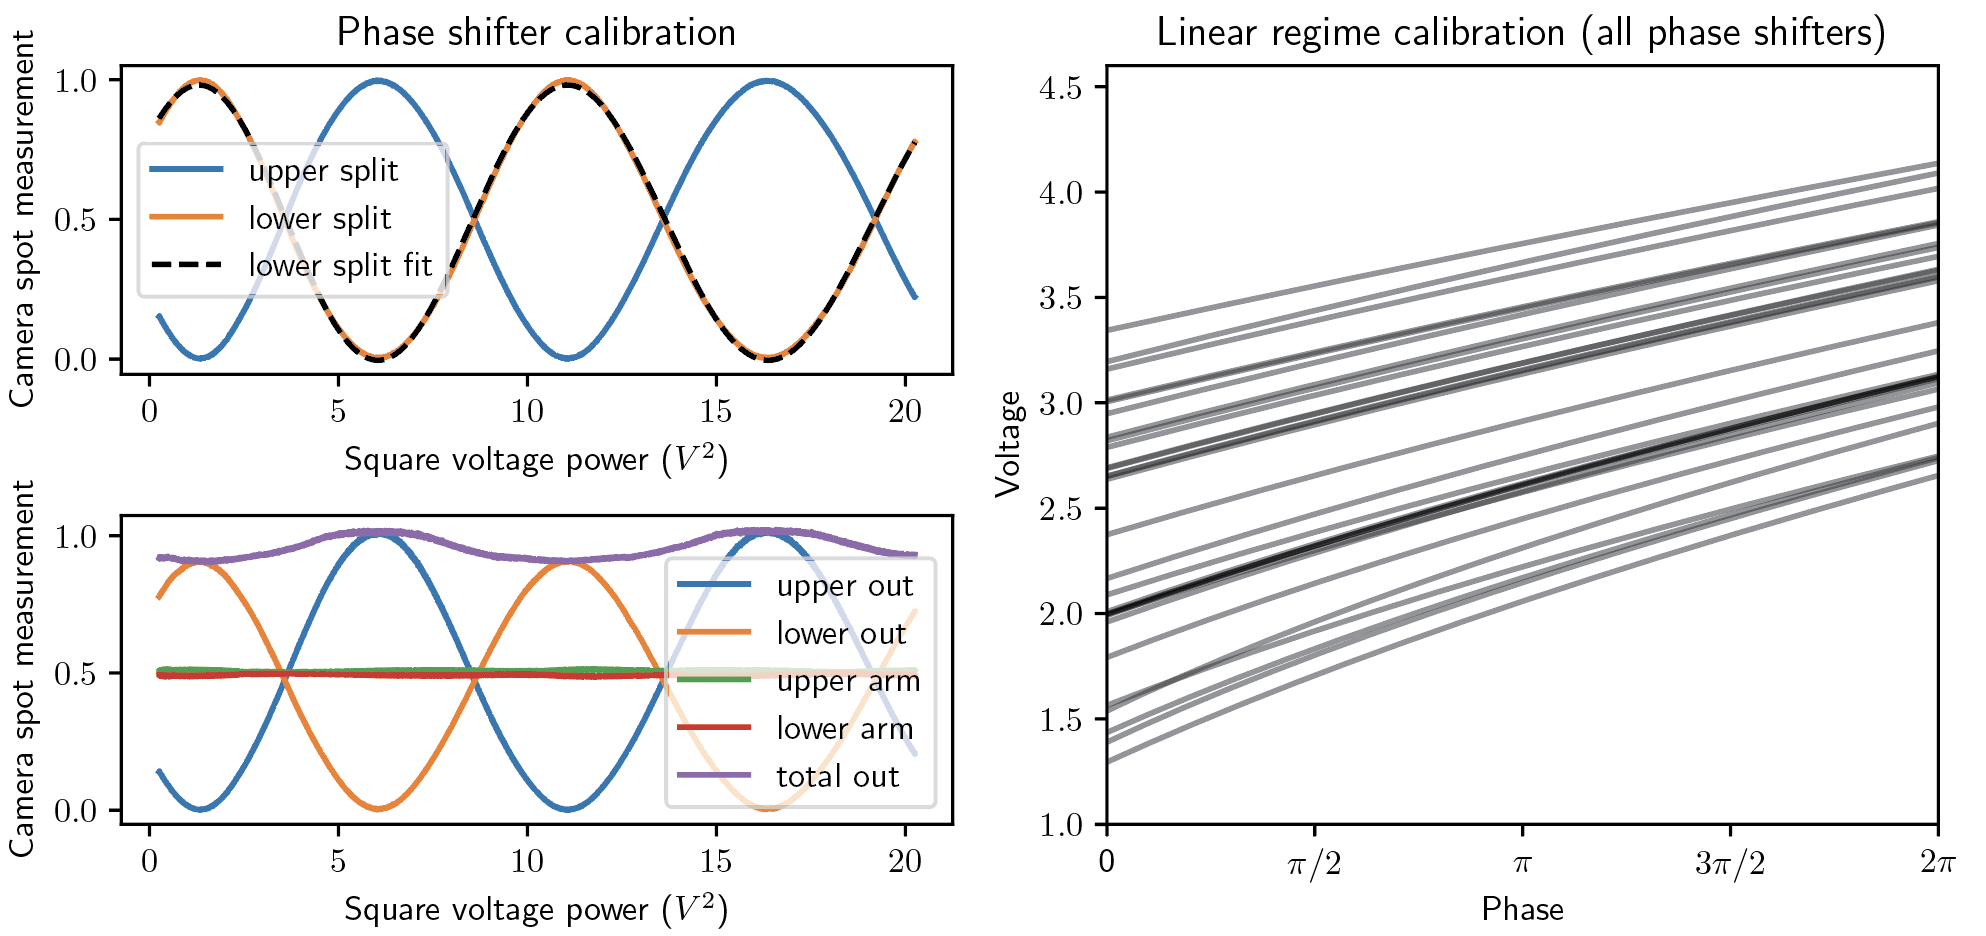 Phase shifter calibration
Camera spot measurement
1.0
0.5
0.0
upper split
lower split
lower split fit
0 5 10 15 20
Square voltage power (V²)
Camera spot measurement
1.0
0.5
0.0
upper out
lower out
upper arm
lower arm
total out
0 5 10 15 20
Square voltage power (V²)
Linear regime calibration (all phase shifters)
Voltage
4.5
4.0
3.5
3.0
2.5
2.0
1.5
1.0
0 π/2 π 3π/2 2π
Phase